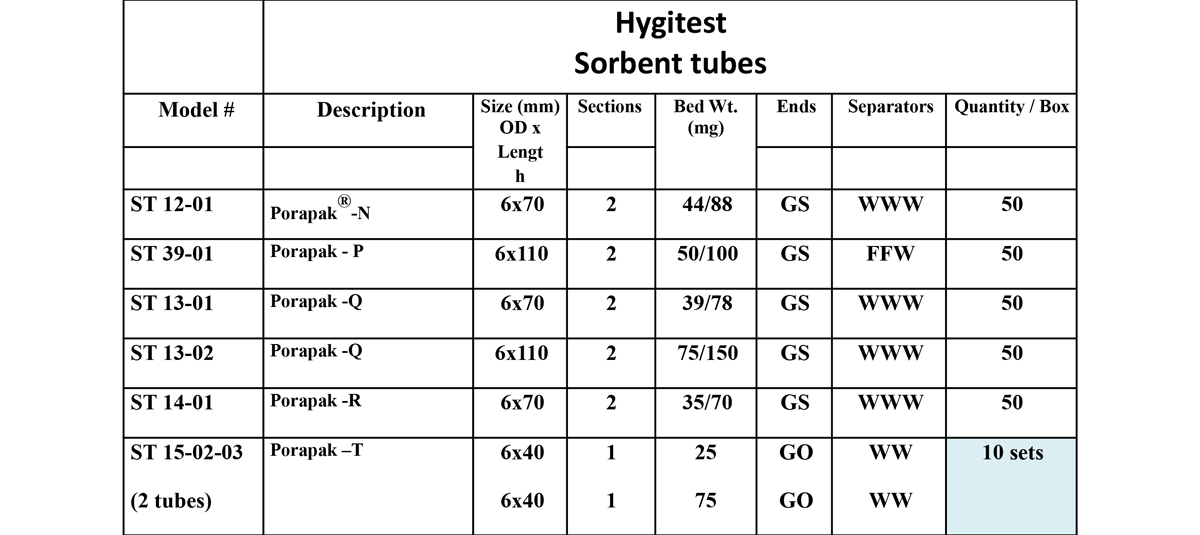 Hygitest
Sorbent tubes
Model # Description Size (mm) Sections Bed Wt. Ends Separators Quantity / Box
OD x (mg)
Lengt
h
ST 12-01 Porapak®-N 6x70 2 44/88 GS WWW 50
ST 39-01 Porapak - P 6x110 2 50/100 GS FFW 50
ST 13-01 Porapak -Q 6x70 2 39/78 GS WWW 50
ST 13-02 Porapak -Q 6x110 2 75/150 GS WWW 50
ST 14-01 Porapak -R 6x70 2 35/70 GS WWW 50
ST 15-02-03 Porapak –T 6x40 1 25 GO WW 10 sets
(2 tubes) 6x40 1 75 GO WW